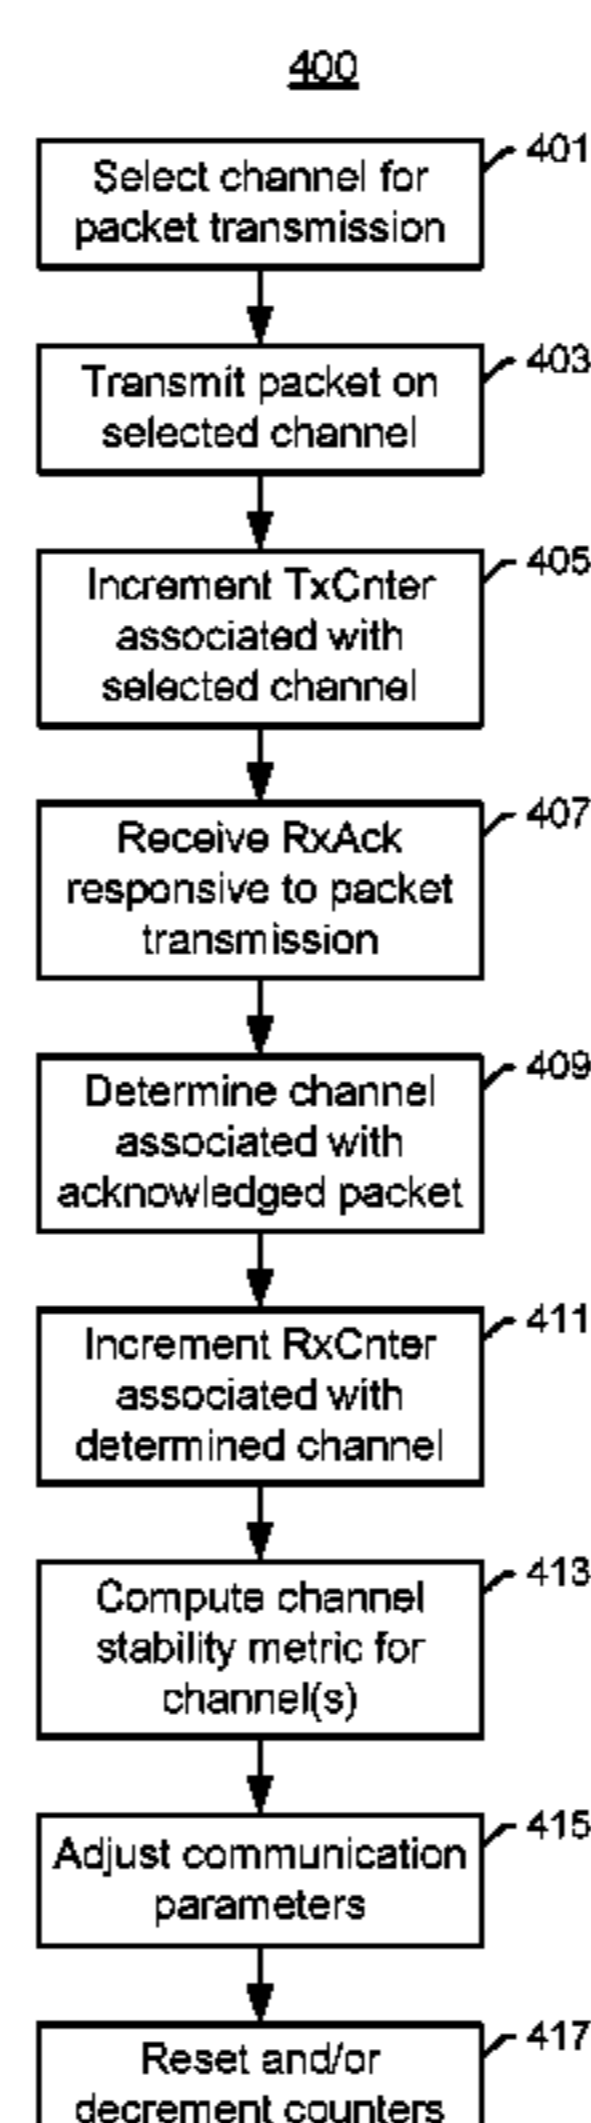 400
401
Select channel for
packet transmission
403
Transmit packet on
selected channel
405
Increment TxCnter
associated with
selected channel
407
Receive RxAck
responsive to packet
transmission
409
Determine channel
associated with
acknowledged packet
411
Increment RxCnter
associated with
determined channel
413
Compute channel
stability metric for
channel(s)
415
Adjust communication
parameters
417
Reset and/or
decrement counters